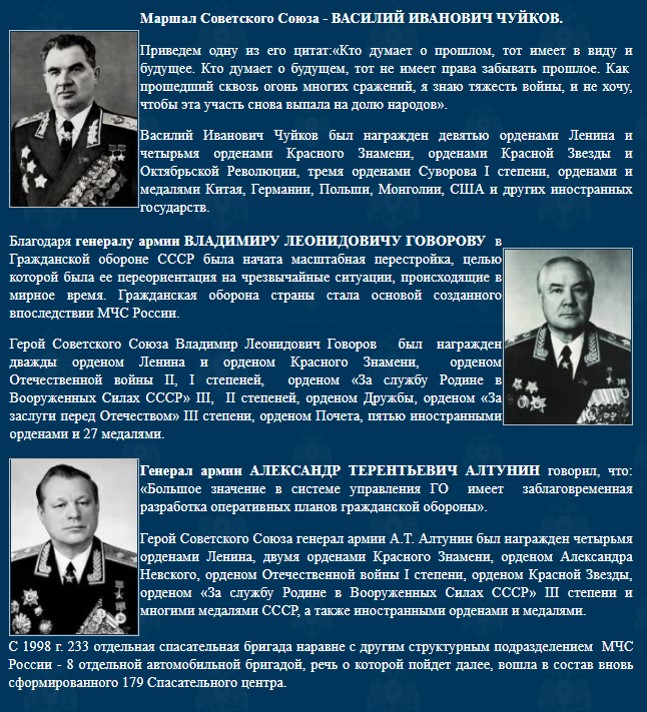 Маршал Советского Союза - ВАСИЛИЙ ИВАНОВИЧ ЧУЙКОВ.
Приведем одну из его цитат:«Кто думает о прошлом, тот имеет в виду и
будущее. Кто думает о будущем, тот не имеет права забывать прошлое. Как
прошедший сквозь огонь многих сражений, я знаю тяжесть войны, и не хочу,
чтобы эта участь снова выпала на долю народов».
Василий Иванович Чуйков был награжден девятью орденами Ленина и
четырьмя орденами Красного Знамени, орденами Красной Звезды и
Октябрьской Революции, тремя орденами Суворова I степени, орденами и
медалями Китая, Германии, Польши, Монголии, США и других иностранных
государств.
Благодаря генералу армии ВЛАДИМИРУ ЛЕОНИДОВИЧУ ГОВОРОВУ в
Гражданской обороне СССР была начата масштабная перестройка, целью
которой была ее переориентация на чрезвычайные ситуации, происходящие в
мирное время. Гражданская оборона страны стала основой созданного
впоследствии МЧС России.
Герой Советского Союза Владимир Леонидович Говоров был награжден
дважды орденом Ленина и орденом Красного Знамени, орденом
Отечественной войны II, I степеней, орденом «За службу Родине в
Вооруженных Силах СССР» III, II степеней, орденом Дружбы, орденом «За
заслуги перед Отечеством» III степени, орденом Почета, пятью иностранными
орденами и 27 медалями.
Генерал армии АЛЕКСАНДР ТЕРЕНТЬЕВИЧ АЛТУНИН говорил, что:
«Большое значение в системе управления ГО имеет заблаговременная
разработка оперативных планов гражданской обороны».
Герой Советского Союза генерал армии А.Т. Алтунин был награжден четырьмя
орденами Ленина, двумя орденами Красного Знамени, орденом Александра
Невского, орденом Отечественной войны I степени, орденом Красной Звезды,
орденом «За службу Родине в Вооруженных Силах СССР» III степени и
многими медалями СССР, а также иностранными орденами и медалями.
С 1998 г. 233 отдельная спасательная бригада наравне с другим структурным подразделением МЧС
России - 8 отдельной автомобильной бригадой, речь о которой пойдет далее, вошла в состав вновь
сформированного 179 Спасательного центра.